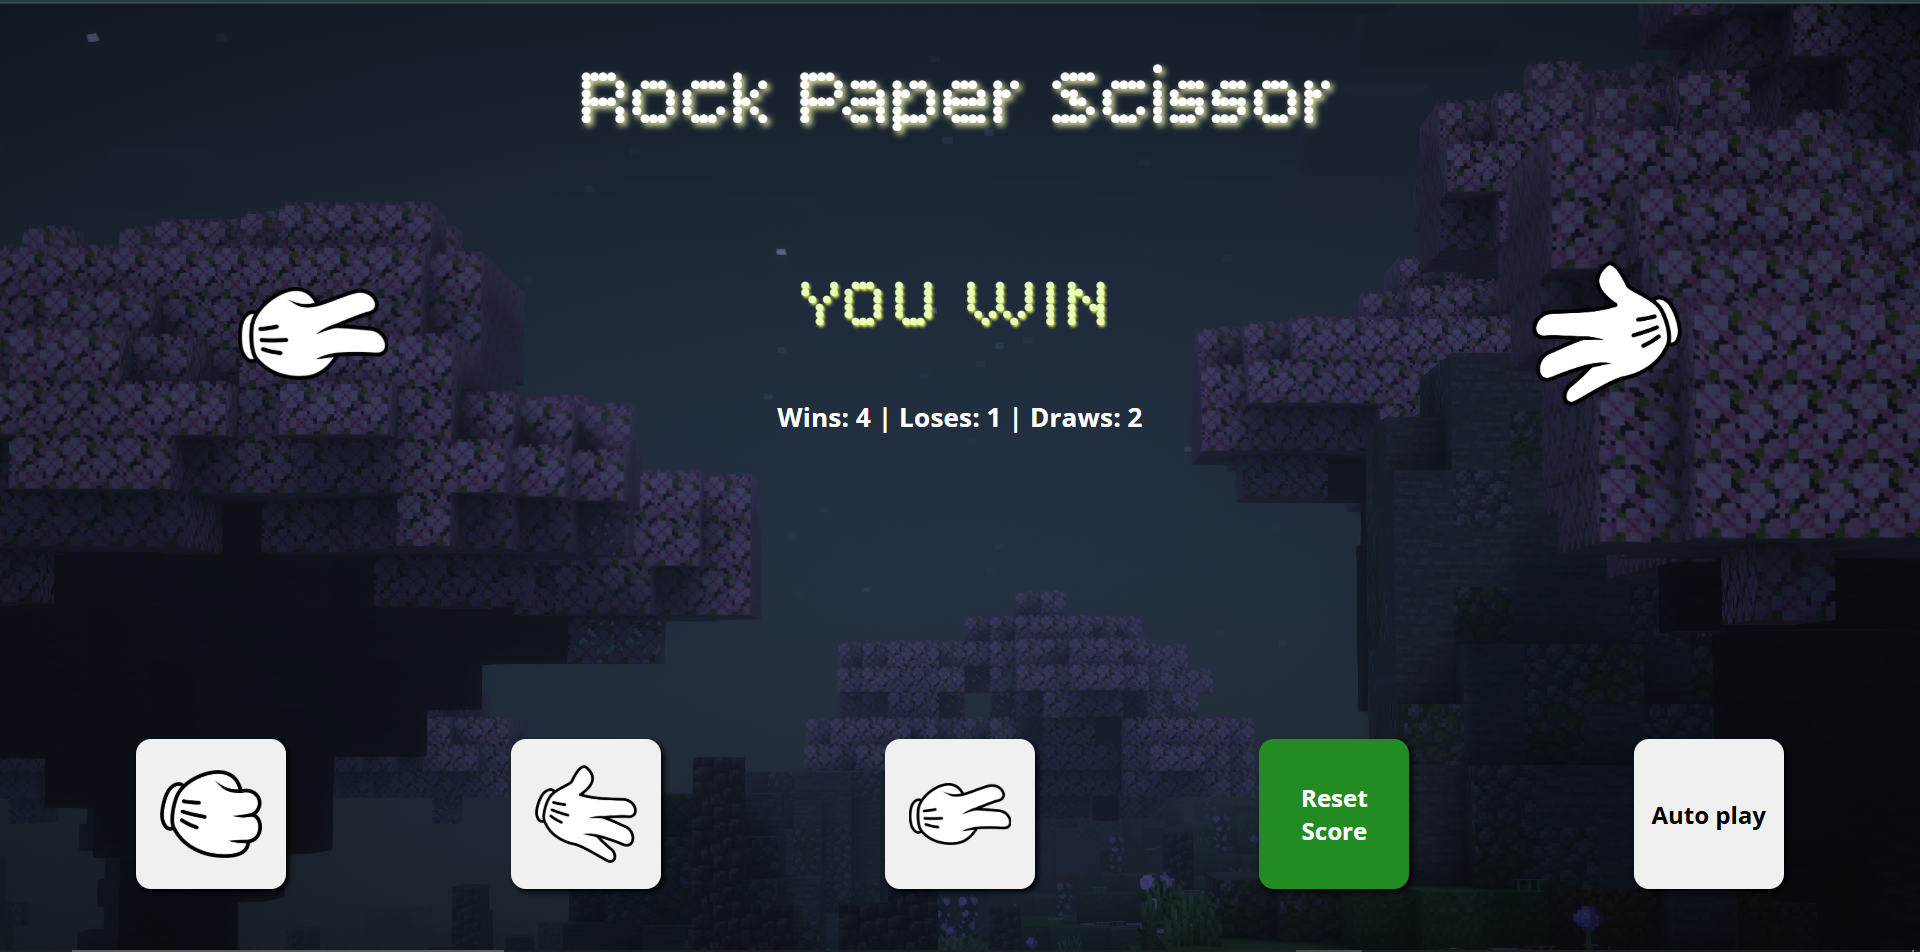 Rock Paper Scissor
YOU WIN
Wins: 4 | Loses: 1 | Draws: 2
Reset
Score
Auto play